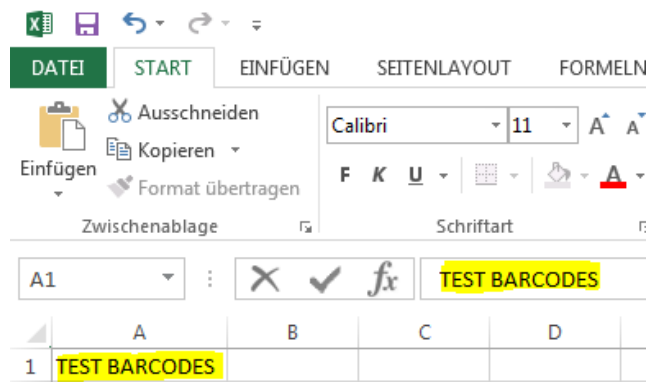 DATEI START EINFÜGEN SEITENLAYOUT FORMELN
Ausschneiden
Kopieren
Format übertragen
Einfügen
Calibri 11 A A
F K U A
Zwischenablage Schriftart
A1 fx TEST BARCODES
A B C D
1 TEST BARCODES